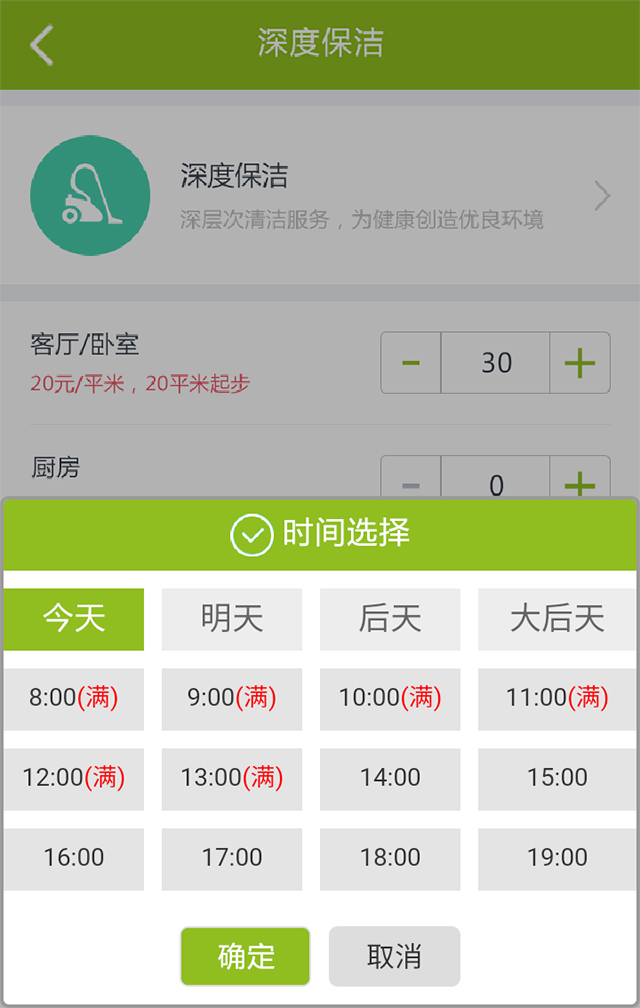 深度保洁
深度保洁
深层次清洁服务，为健康创造优良环境
客厅/卧室
20元/平米，20平米起步
30
厨房
0
时间选择
今天 明天 后天 大后天
8:00(满) 9:00(满) 10:00(满) 11:00(满)
12:00(满) 13:00(满) 14:00 15:00
16:00 17:00 18:00 19:00
确定 取消